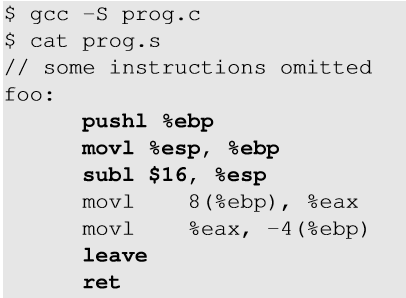 $ gcc -S prog.c
$ cat prog.s
// some instructions omitted
foo:
pushl %ebp
movl %esp, %ebp
subl $16, %esp
movl 8(%ebp), %eax
movl %eax, -4(%ebp)
leave
ret